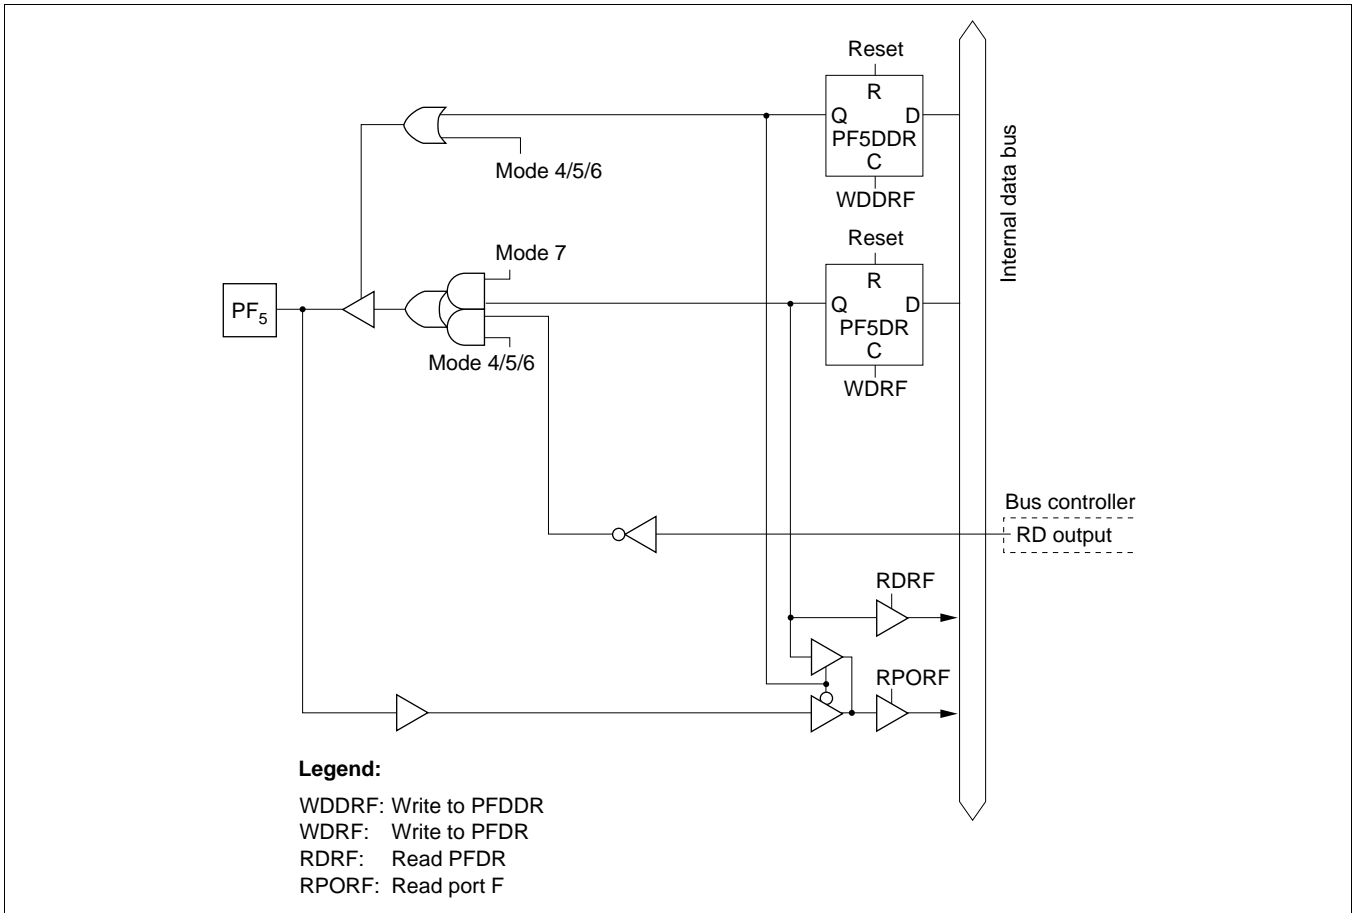 Reset
R
Q D
PF5DDR
C
WDDRF
Mode 4/5/6
Internal data bus
Reset
R
Q D
PF5DR
C
WDRF
Mode 7
PF5
Mode 4/5/6
Bus controller
RD output
RDRF
RPORF
Legend:
WDDRF: Write to PFDDR
WDRF: Write to PFDR
RDRF: Read PFDR
RPORF: Read port F